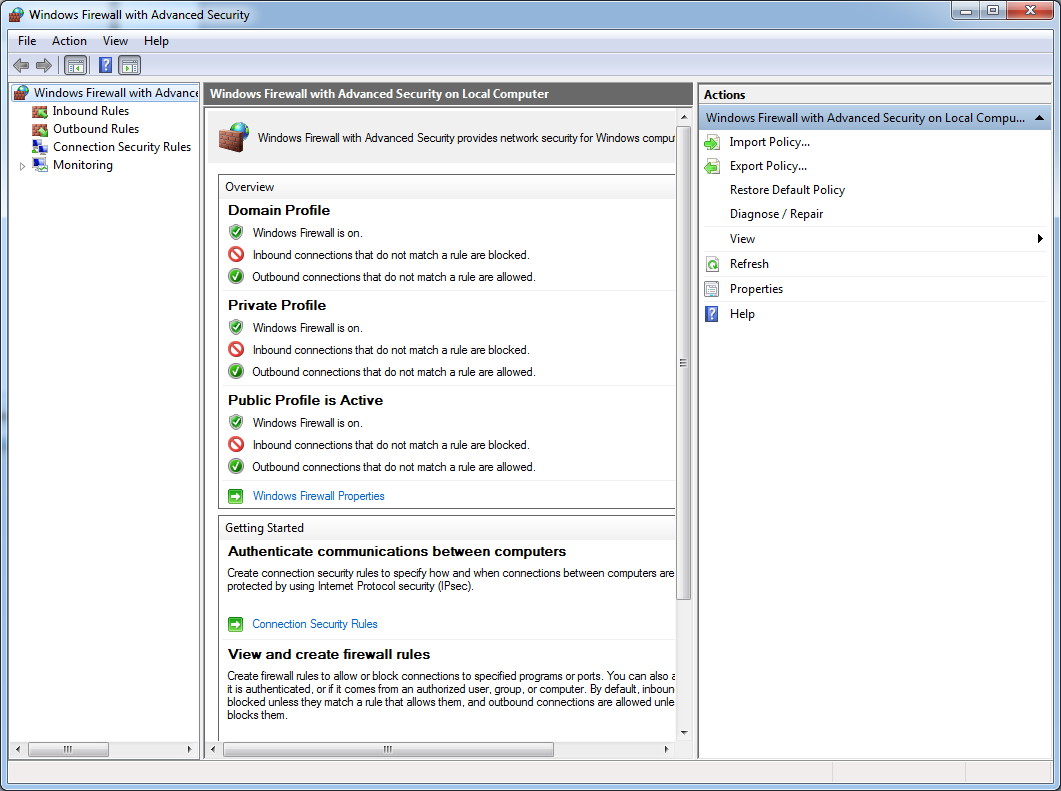 Windows Firewall with Advanced Security
File Action View Help
Windows Firewall with Advance
Inbound Rules
Outbound Rules
Connection Security Rules
Monitoring
Windows Firewall with Advanced Security on Local Computer
Windows Firewall with Advanced Security provides network security for Windows compu
Overview
Domain Profile
Windows Firewall is on.
Inbound connections that do not match a rule are blocked.
Outbound connections that do not match a rule are allowed.
Private Profile
Windows Firewall is on.
Inbound connections that do not match a rule are blocked.
Outbound connections that do not match a rule are allowed.
Public Profile is Active
Windows Firewall is on.
Inbound connections that do not match a rule are blocked.
Outbound connections that do not match a rule are allowed.
Windows Firewall Properties
Getting Started
Authenticate communications between computers
Create connection security rules to specify how and when connections between computers are
protected by using Internet Protocol security (IPsec).
Connection Security Rules
View and create firewall rules
Create firewall rules to allow or block connections to specified programs or ports. You can also a
it is authenticated, or if it comes from an authorized user, group, or computer. By default, inboun
blocked unless they match a rule that allows them, and outbound connections are allowed unle
blocks them.
Actions
Windows Firewall with Advanced Security on Local Compu...
Import Policy...
Export Policy...
Restore Default Policy
Diagnose / Repair
View
Refresh
Properties
Help